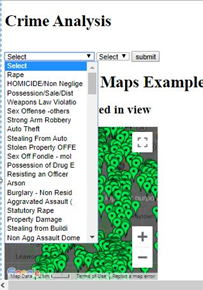 Crime Analysis
Select Select submit
Select
Rape
HOMICIDE/Non Neglige
Possession/Sale/Dist
Weapons Law Violatio
Sex Offense -others
Strong Arm Robbery
Auto Theft
Stealing From Auto
Stolen Property OFFE
Sex Off Fondle - mol
Possession of Drug E
Resisting an Officer
Arson
Burglary - Non Resid
Aggravated Assault (
Statutory Rape
Property Damage
Stealing from Buildi
Non Agg Assault Dome
Maps Example
ed in view
Map Data Terms of Use Report a map error